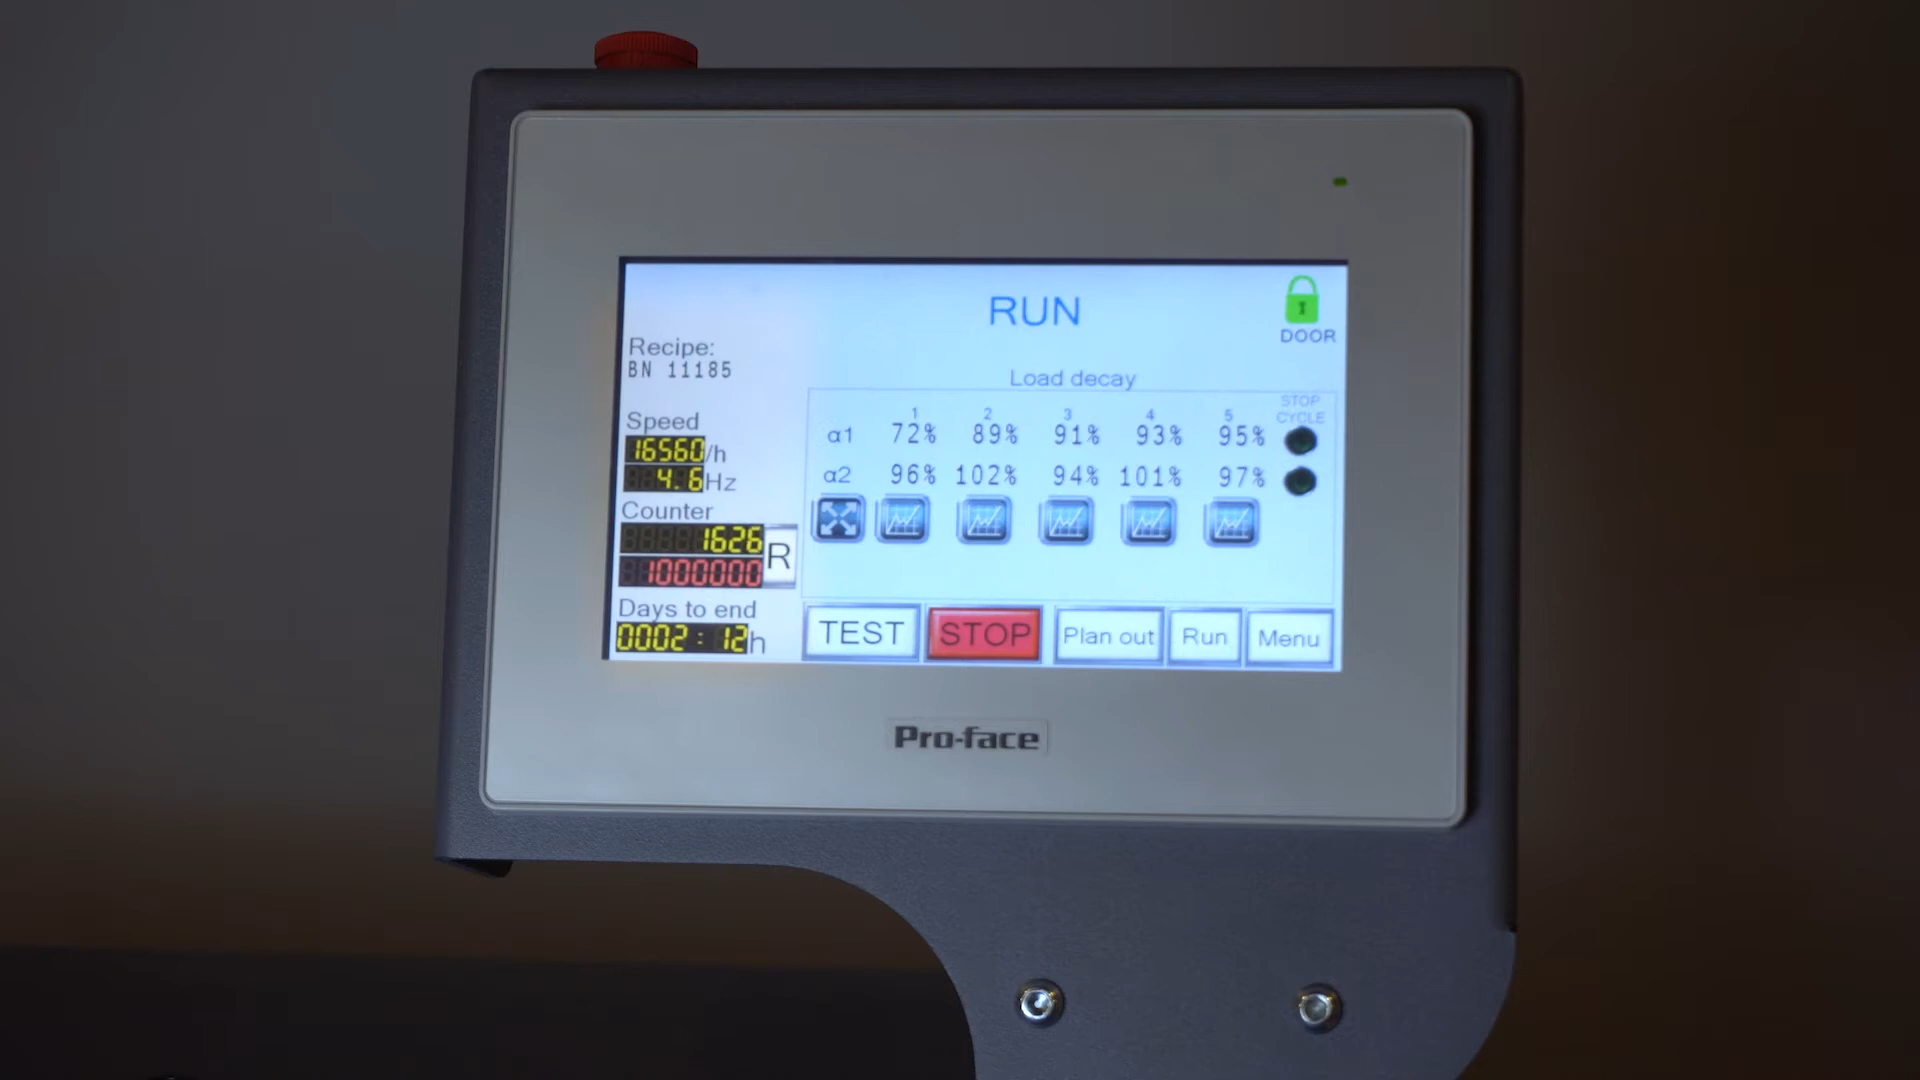 RUN
DOOR
Recipe:
BN 11185
Load decay
STOP
CYCLE
1 2 3 4 5
α1 72% 89% 91% 93% 95%
α2 96% 102% 94% 101% 97%
Speed
16560/h
4.6Hz
Counter
1626
1000000
R
Days to end
0002:12h
TEST STOP Plan out Run Menu
Pro-face